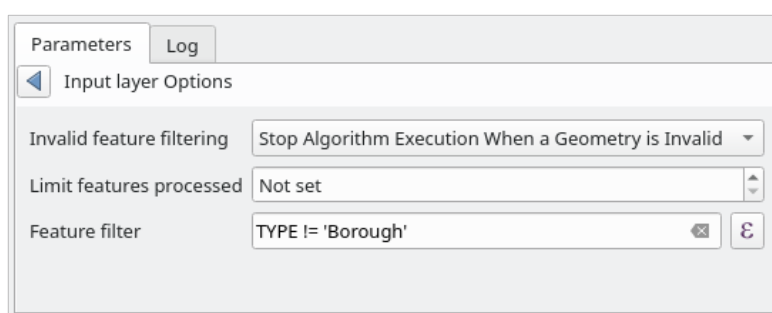 Parameters
Log
Input layer Options
Invalid feature filtering
Stop Algorithm Execution When a Geometry is Invalid
Limit features processed
Not set
Feature filter
TYPE != 'Borough'
ε